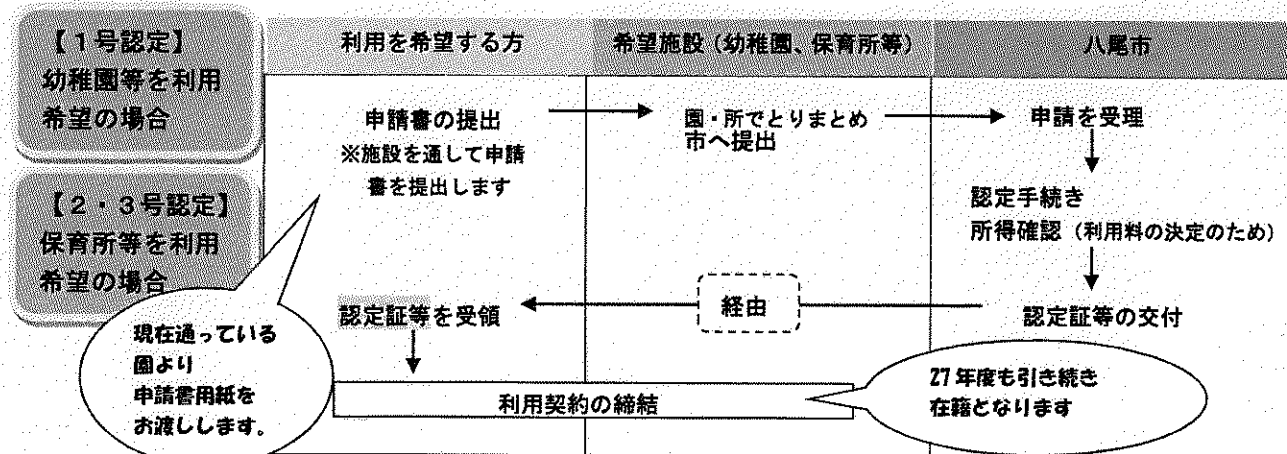 【1号認定】
幼稚園等を利用
希望の場合
【2・3号認定】
保育所等を利用
希望の場合
利用を希望する方
希望施設(幼稚園、保育所等)
八尾市
申請書の提出
※施設を通して申請
書を提出します
園・所でとりまとめ
市へ提出
申請を受理
認定手続き
所得確認(利用料の決定のため)
認定証等を受領
経由
認定証等の交付
現在通っている
園より
申請書用紙を
お渡しします。
利用契約の締結
27年度も引き続き
在籍となります